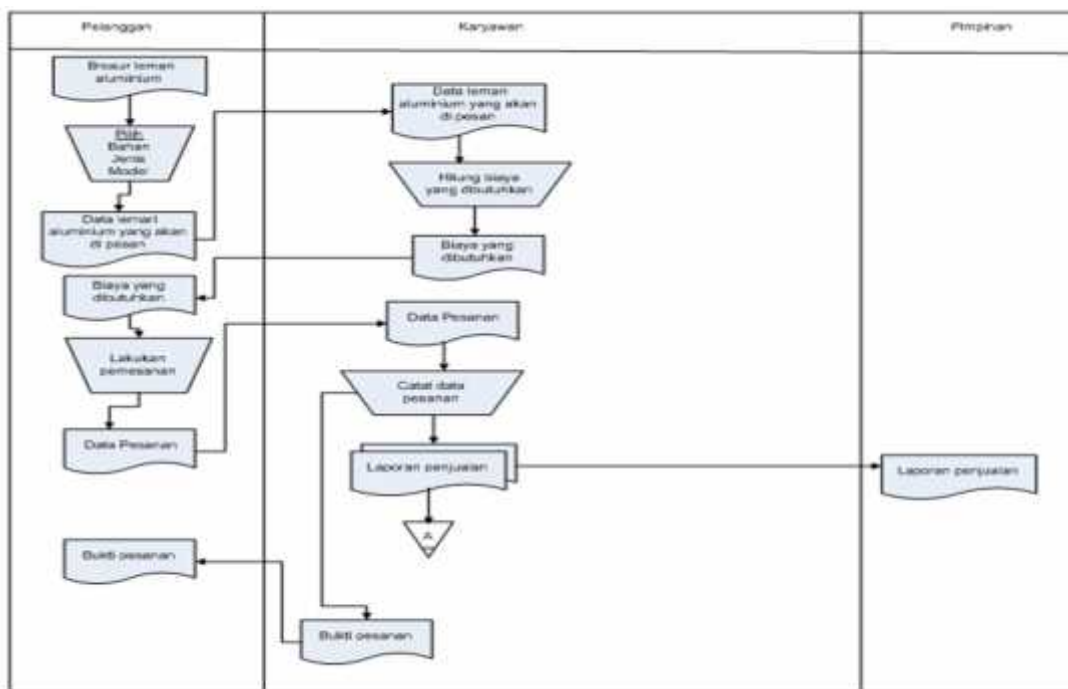 Pelanggan
Karyawan
Pimpinan
Brosur lemari
aluminium
Pilih
Bahan
Jenis
Model
Data lemari
aluminium yang akan
di pesan
Data lemari
aluminium yang akan
di pesan
Hitung biaya
yang dibutuhkan
Biaya yang
dibutuhkan
Biaya yang
dibutuhkan
Lakukan
pemesanan
Data Pesanan
Data Pesanan
Catat data
pesanan
Laporan penjualan
Laporan penjualan
A
Bukti pesanan
Bukti pesanan